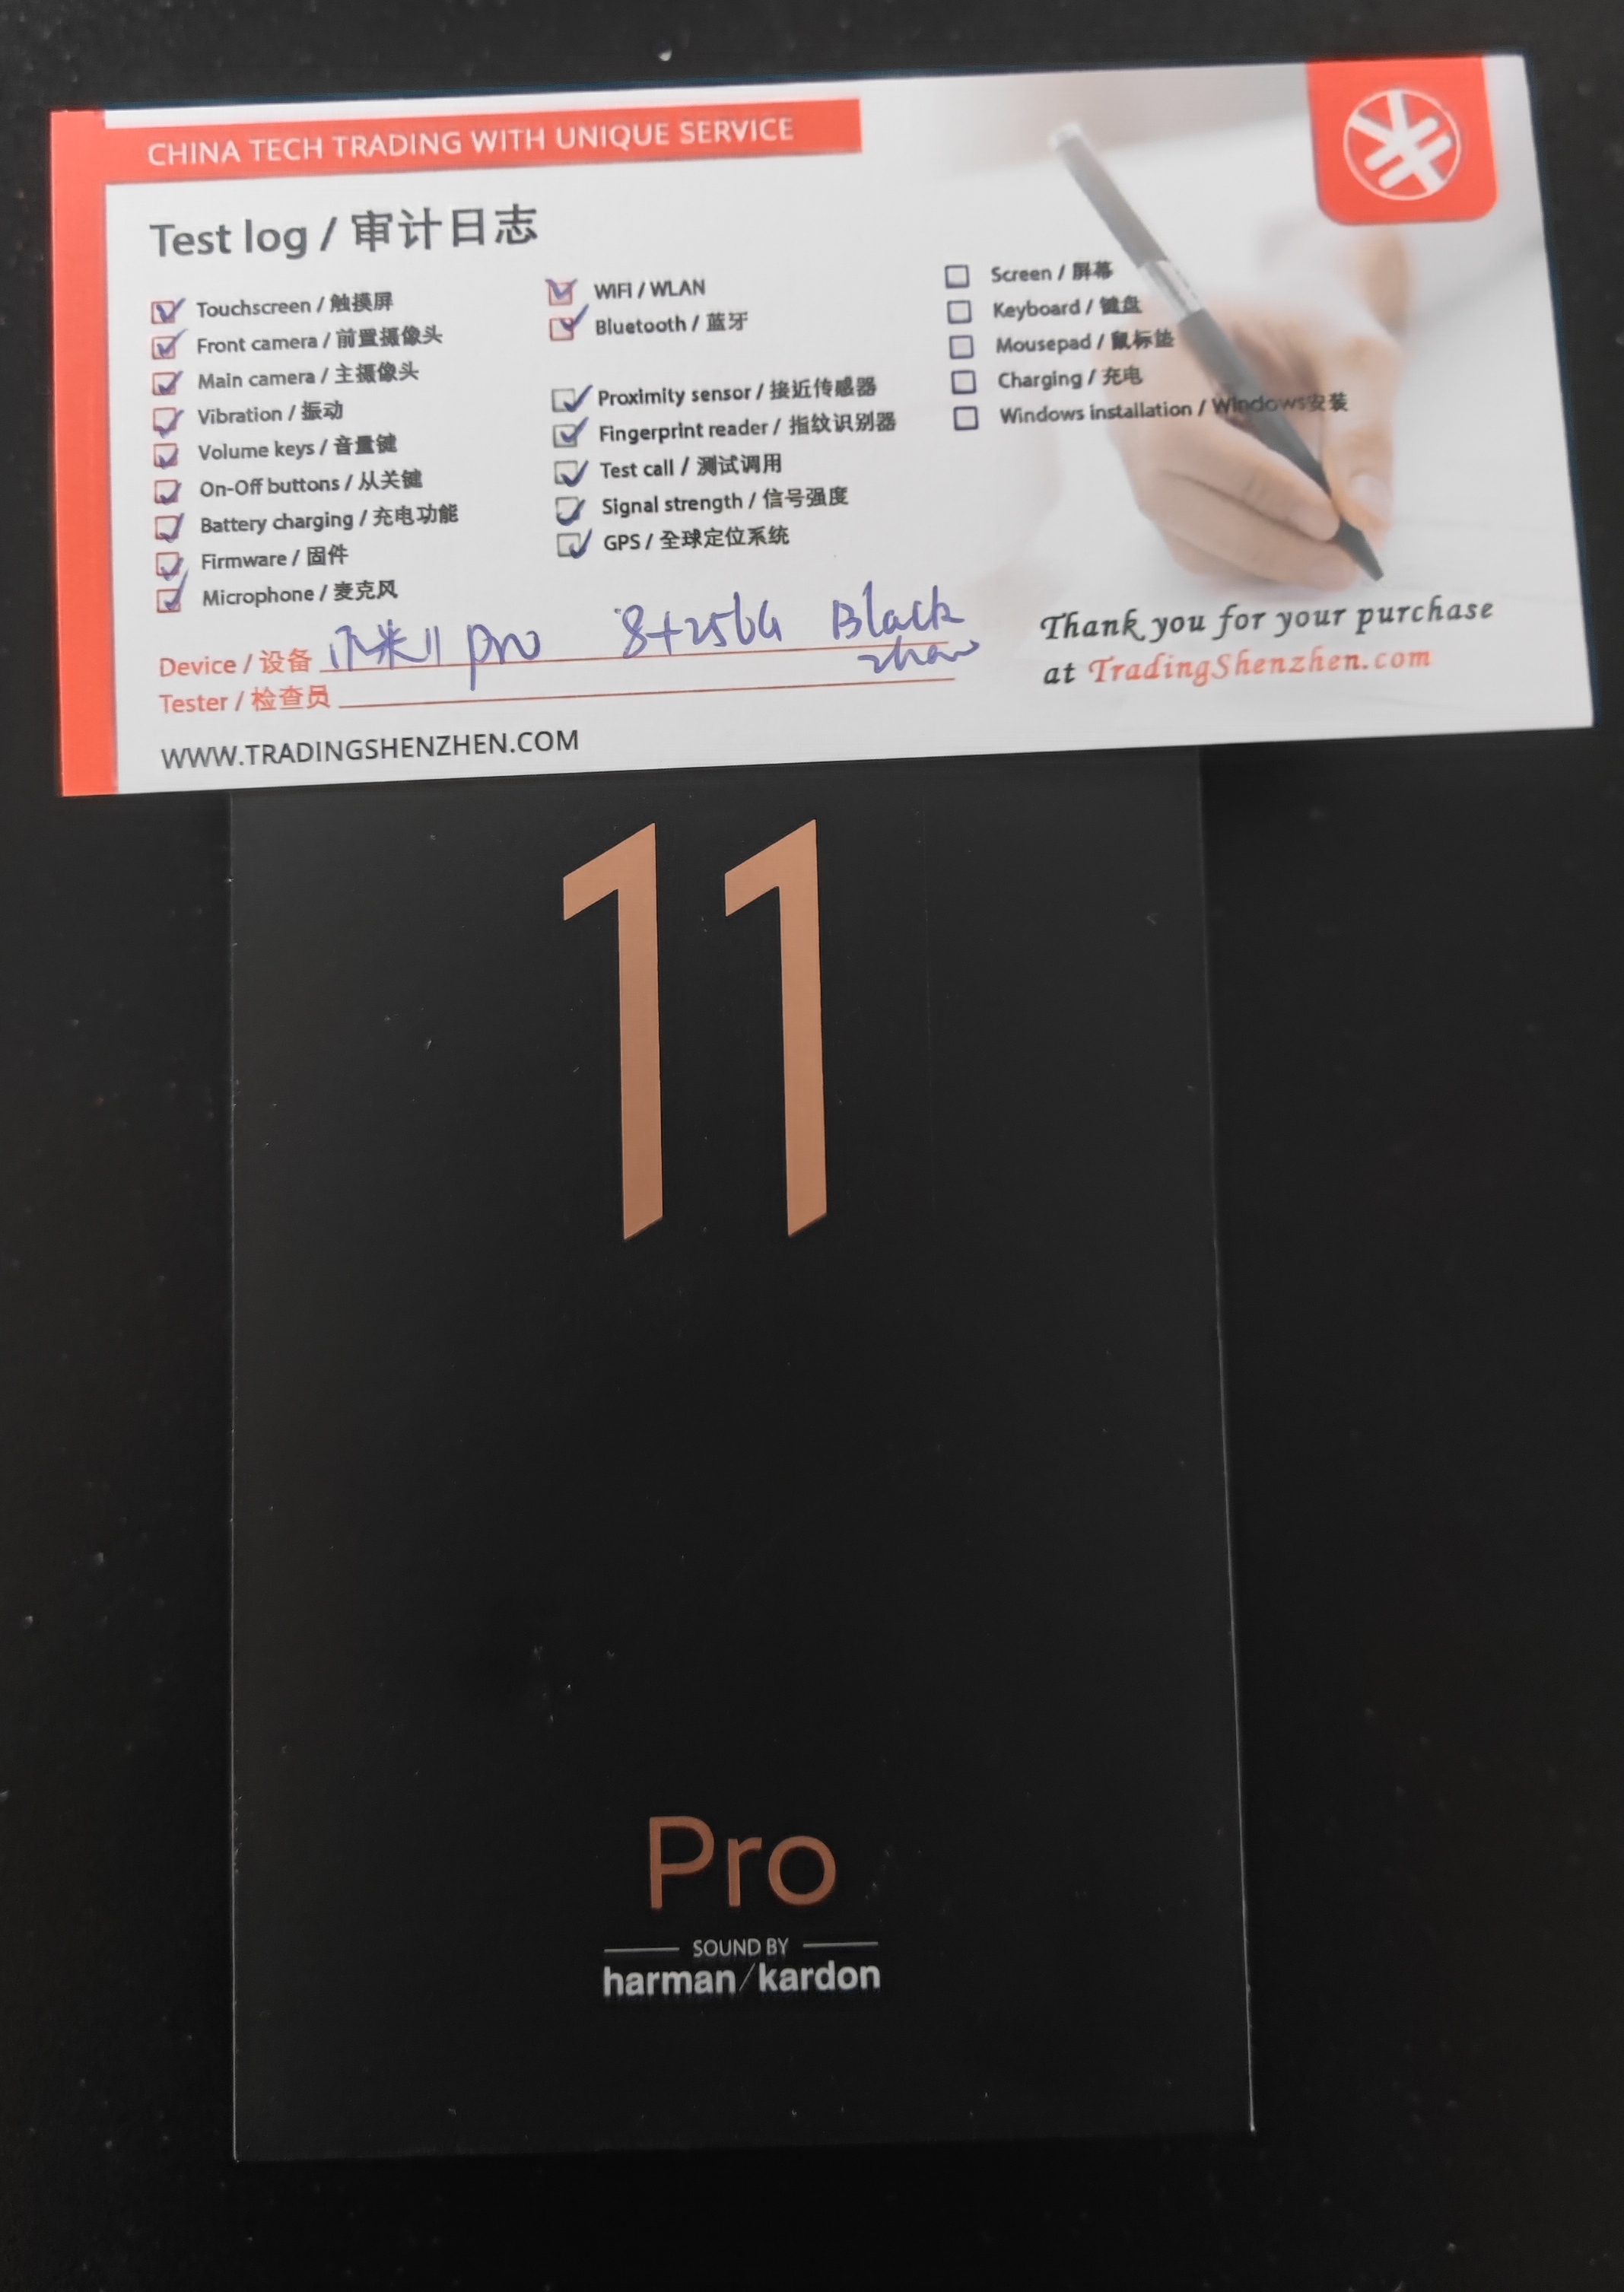 CHINA TECH TRADING WITH UNIQUE SERVICE
Test log / 审计日志
Touchscreen / 触摸屏
Front camera / 前置摄像头
Main camera / 主摄像头
Vibration / 振动
Volume keys / 音量键
On-Off buttons / 从关键
Battery charging / 充电功能
Firmware / 固件
Microphone / 麦克风
WIFI / WLAN
Bluetooth / 蓝牙
Proximity sensor / 接近传感器
Fingerprint reader / 指纹识别器
Test call / 测试调用
Signal strength / 信号强度
GPS / 全球定位系统
Screen / 屏幕
Keyboard / 键盘
Mousepad / 鼠标垫
Charging / 充电
Windows installation / Windows安装
Device / 设备 小米11 pro 8+256G Black
Tester / 检查员 zhao
WWW.TRADINGSHENZHEN.COM
Thank you for your purchase
at TradingShenzhen.com
11
Pro
SOUND BY
harman/kardon